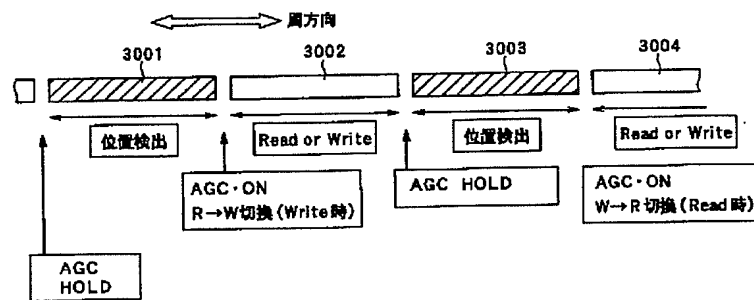 周方向
3001
3002
3003
3004
位置検出
Read or Write
位置検出
Read or Write
AGC・ON
R→W切換(Write時)
AGC HOLD
AGC・ON
W→R切換(Read時)
AGC
HOLD